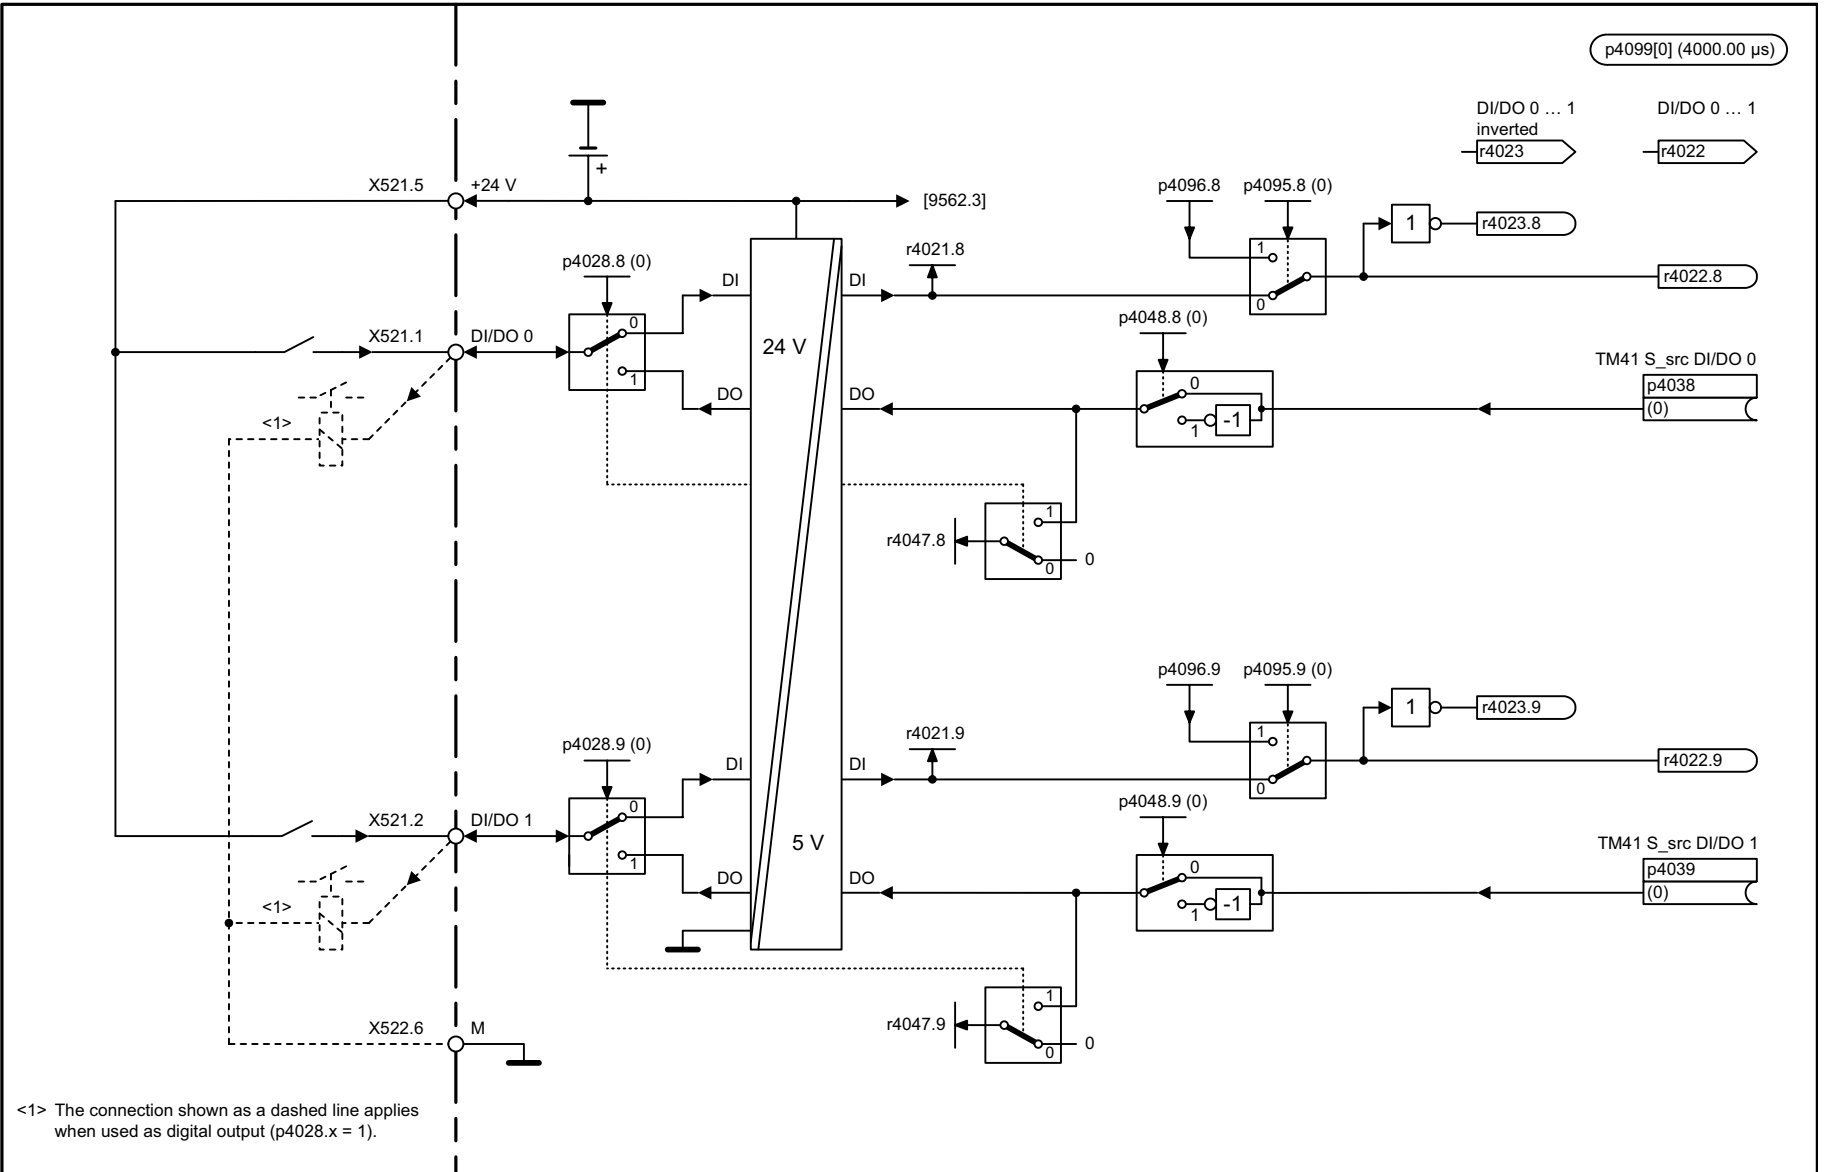 p4099[0] (4000.00 µs)
DI/DO 0 … 1
inverted
r4023
DI/DO 0 … 1
r4022
X521.5
+24 V
+
[9562.3]
p4096.8
p4095.8 (0)
1
0
1
r4023.8
r4022.8
p4028.8 (0)
0
1
DI
DI
r4021.8
X521.1
DI/DO 0
24 V
DO
DO
p4048.8 (0)
0
1
-1
TM41 S_src DI/DO 0
p4038
(0)
<1>
r4047.8
1
0
0
p4096.9
p4095.9 (0)
1
0
1
r4023.9
r4022.9
p4028.9 (0)
0
1
DI
DI
r4021.9
X521.2
DI/DO 1
5 V
DO
DO
p4048.9 (0)
0
1
-1
TM41 S_src DI/DO 1
p4039
(0)
<1>
r4047.9
1
0
0
X522.6
M
<1> The connection shown as a dashed line applies
when used as digital output (p4028.x = 1).